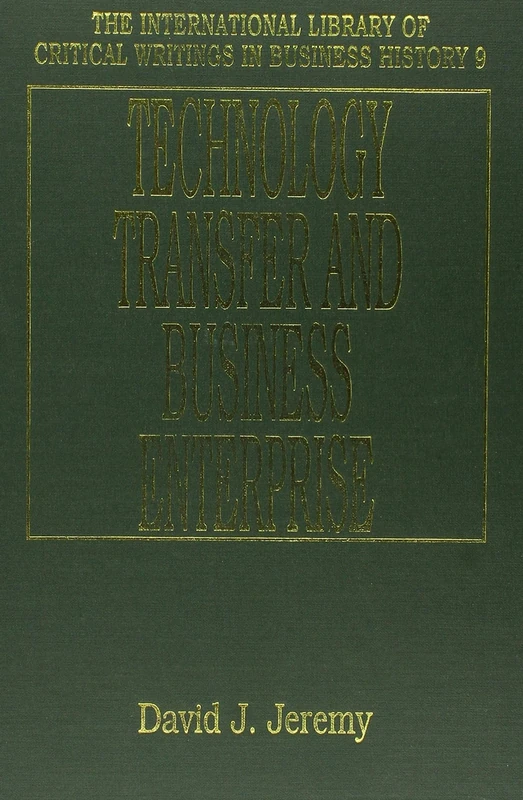 THE INTERNATIONAL LIBRARY OF
CRITICAL WRITINGS IN BUSINESS HISTORY 9
TECHNOLOGY
TRANSFER AND
BUSINESS
ENTERPRISE
David J. Jeremy